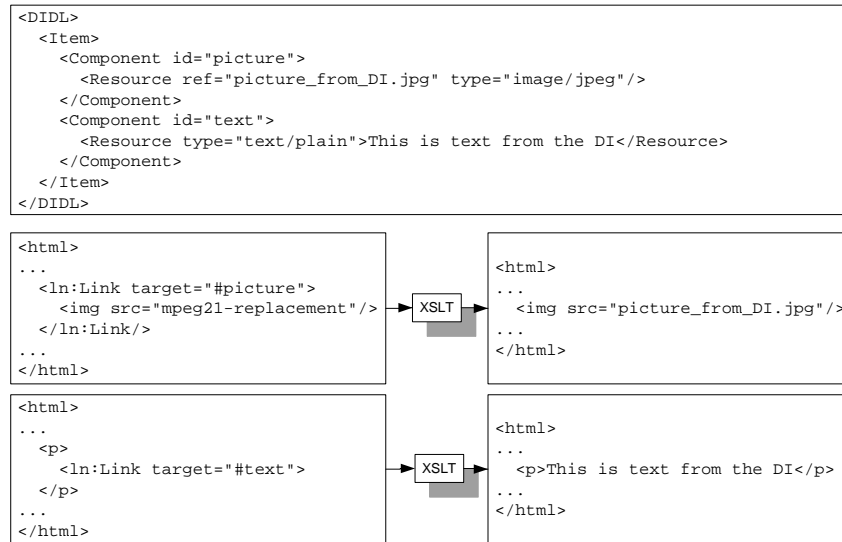 <DIDL>
  <Item>
    <Component id="picture">
      <Resource ref="picture_from_DI.jpg" type="image/jpeg"/>
    </Component>
    <Component id="text">
      <Resource type="text/plain">This is text from the DI</Resource>
    </Component>
  </Item>
</DIDL>
<html>
...
  <ln:Link target="#picture">
    <img src="mpeg21-replacement"/>
  </ln:Link/>
...
</html>
XSLT
<html>
...
  <img src="picture_from_DI.jpg"/>
...
</html>
<html>
...
  <p>
    <ln:Link target="#text">
  </p>
...
</html>
XSLT
<html>
...
  <p>This is text from the DI</p>
...
</html>